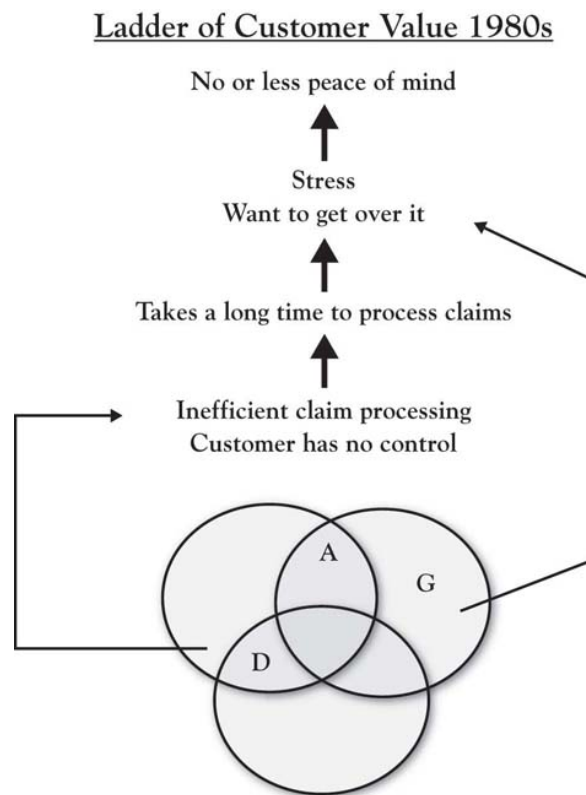 Ladder of Customer Value 1980s
No or less peace of mind
Stress
Want to get over it
Takes a long time to process claims
Inefficient claim processing
Customer has no control
A
G
D